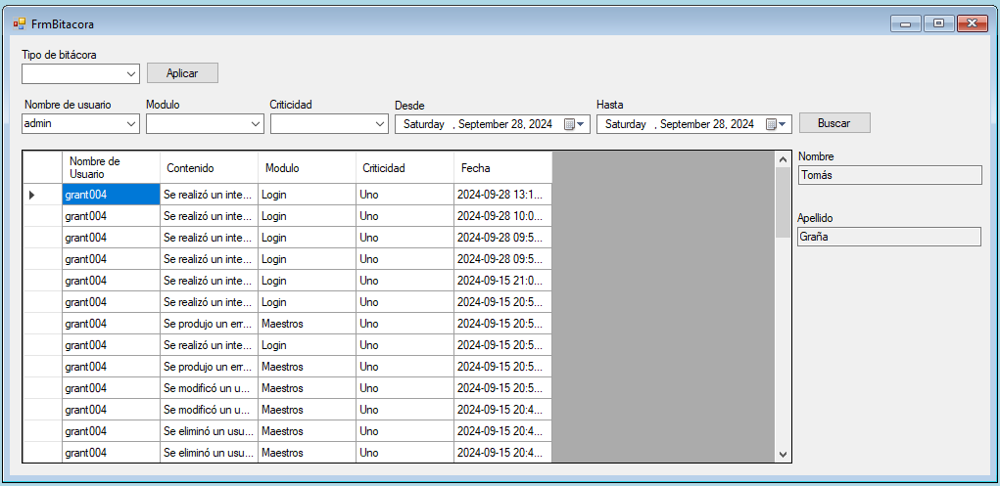 FrmBitacora
Tipo de bitácora
Aplicar
Nombre de usuario Modulo Criticidad Desde Hasta
admin Saturday , September 28, 2024 Saturday , September 28, 2024 Buscar
Nombre de Usuario Contenido Modulo Criticidad Fecha
grant004 Se realizó un inte... Login Uno 2024-09-28 13:1...
grant004 Se realizó un inte... Login Uno 2024-09-28 10:0...
grant004 Se realizó un inte... Login Uno 2024-09-28 09:5...
grant004 Se realizó un inte... Login Uno 2024-09-28 09:5...
grant004 Se realizó un inte... Login Uno 2024-09-15 21:0...
grant004 Se realizó un inte... Login Uno 2024-09-15 20:5...
grant004 Se produjo un err... Maestros Uno 2024-09-15 20:5...
grant004 Se realizó un inte... Login Uno 2024-09-15 20:5...
grant004 Se produjo un err... Maestros Uno 2024-09-15 20:5...
grant004 Se modificó un u... Maestros Uno 2024-09-15 20:5...
grant004 Se modificó un u... Maestros Uno 2024-09-15 20:4...
grant004 Se eliminó un usu... Maestros Uno 2024-09-15 20:4...
grant004 Se eliminó un usu... Maestros Uno 2024-09-15 20:4...
Nombre
Tomás
Apellido
Graña